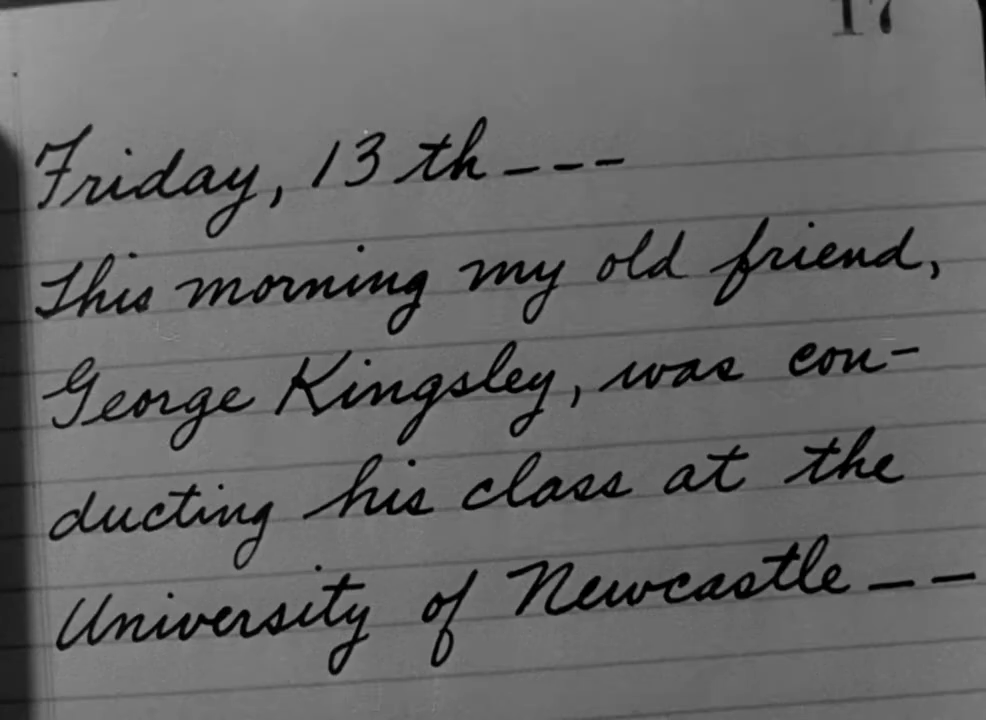 17
Friday, 13 th---
This morning my old friend,
George Kingsley, was con-
ducting his class at the
University of Newcastle--